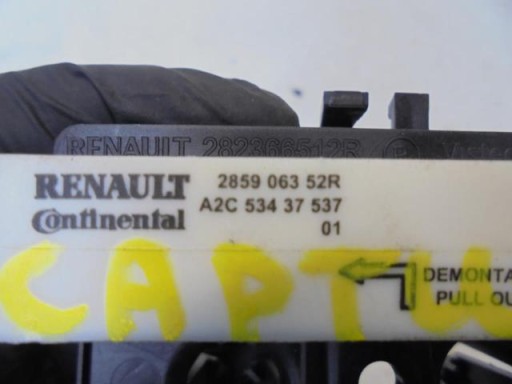 RENAULT 282366512R
RENAULT 2859 063 52R
Continental A2C 534 37 537
01
CAPTU
DEMONTA
PULL OU